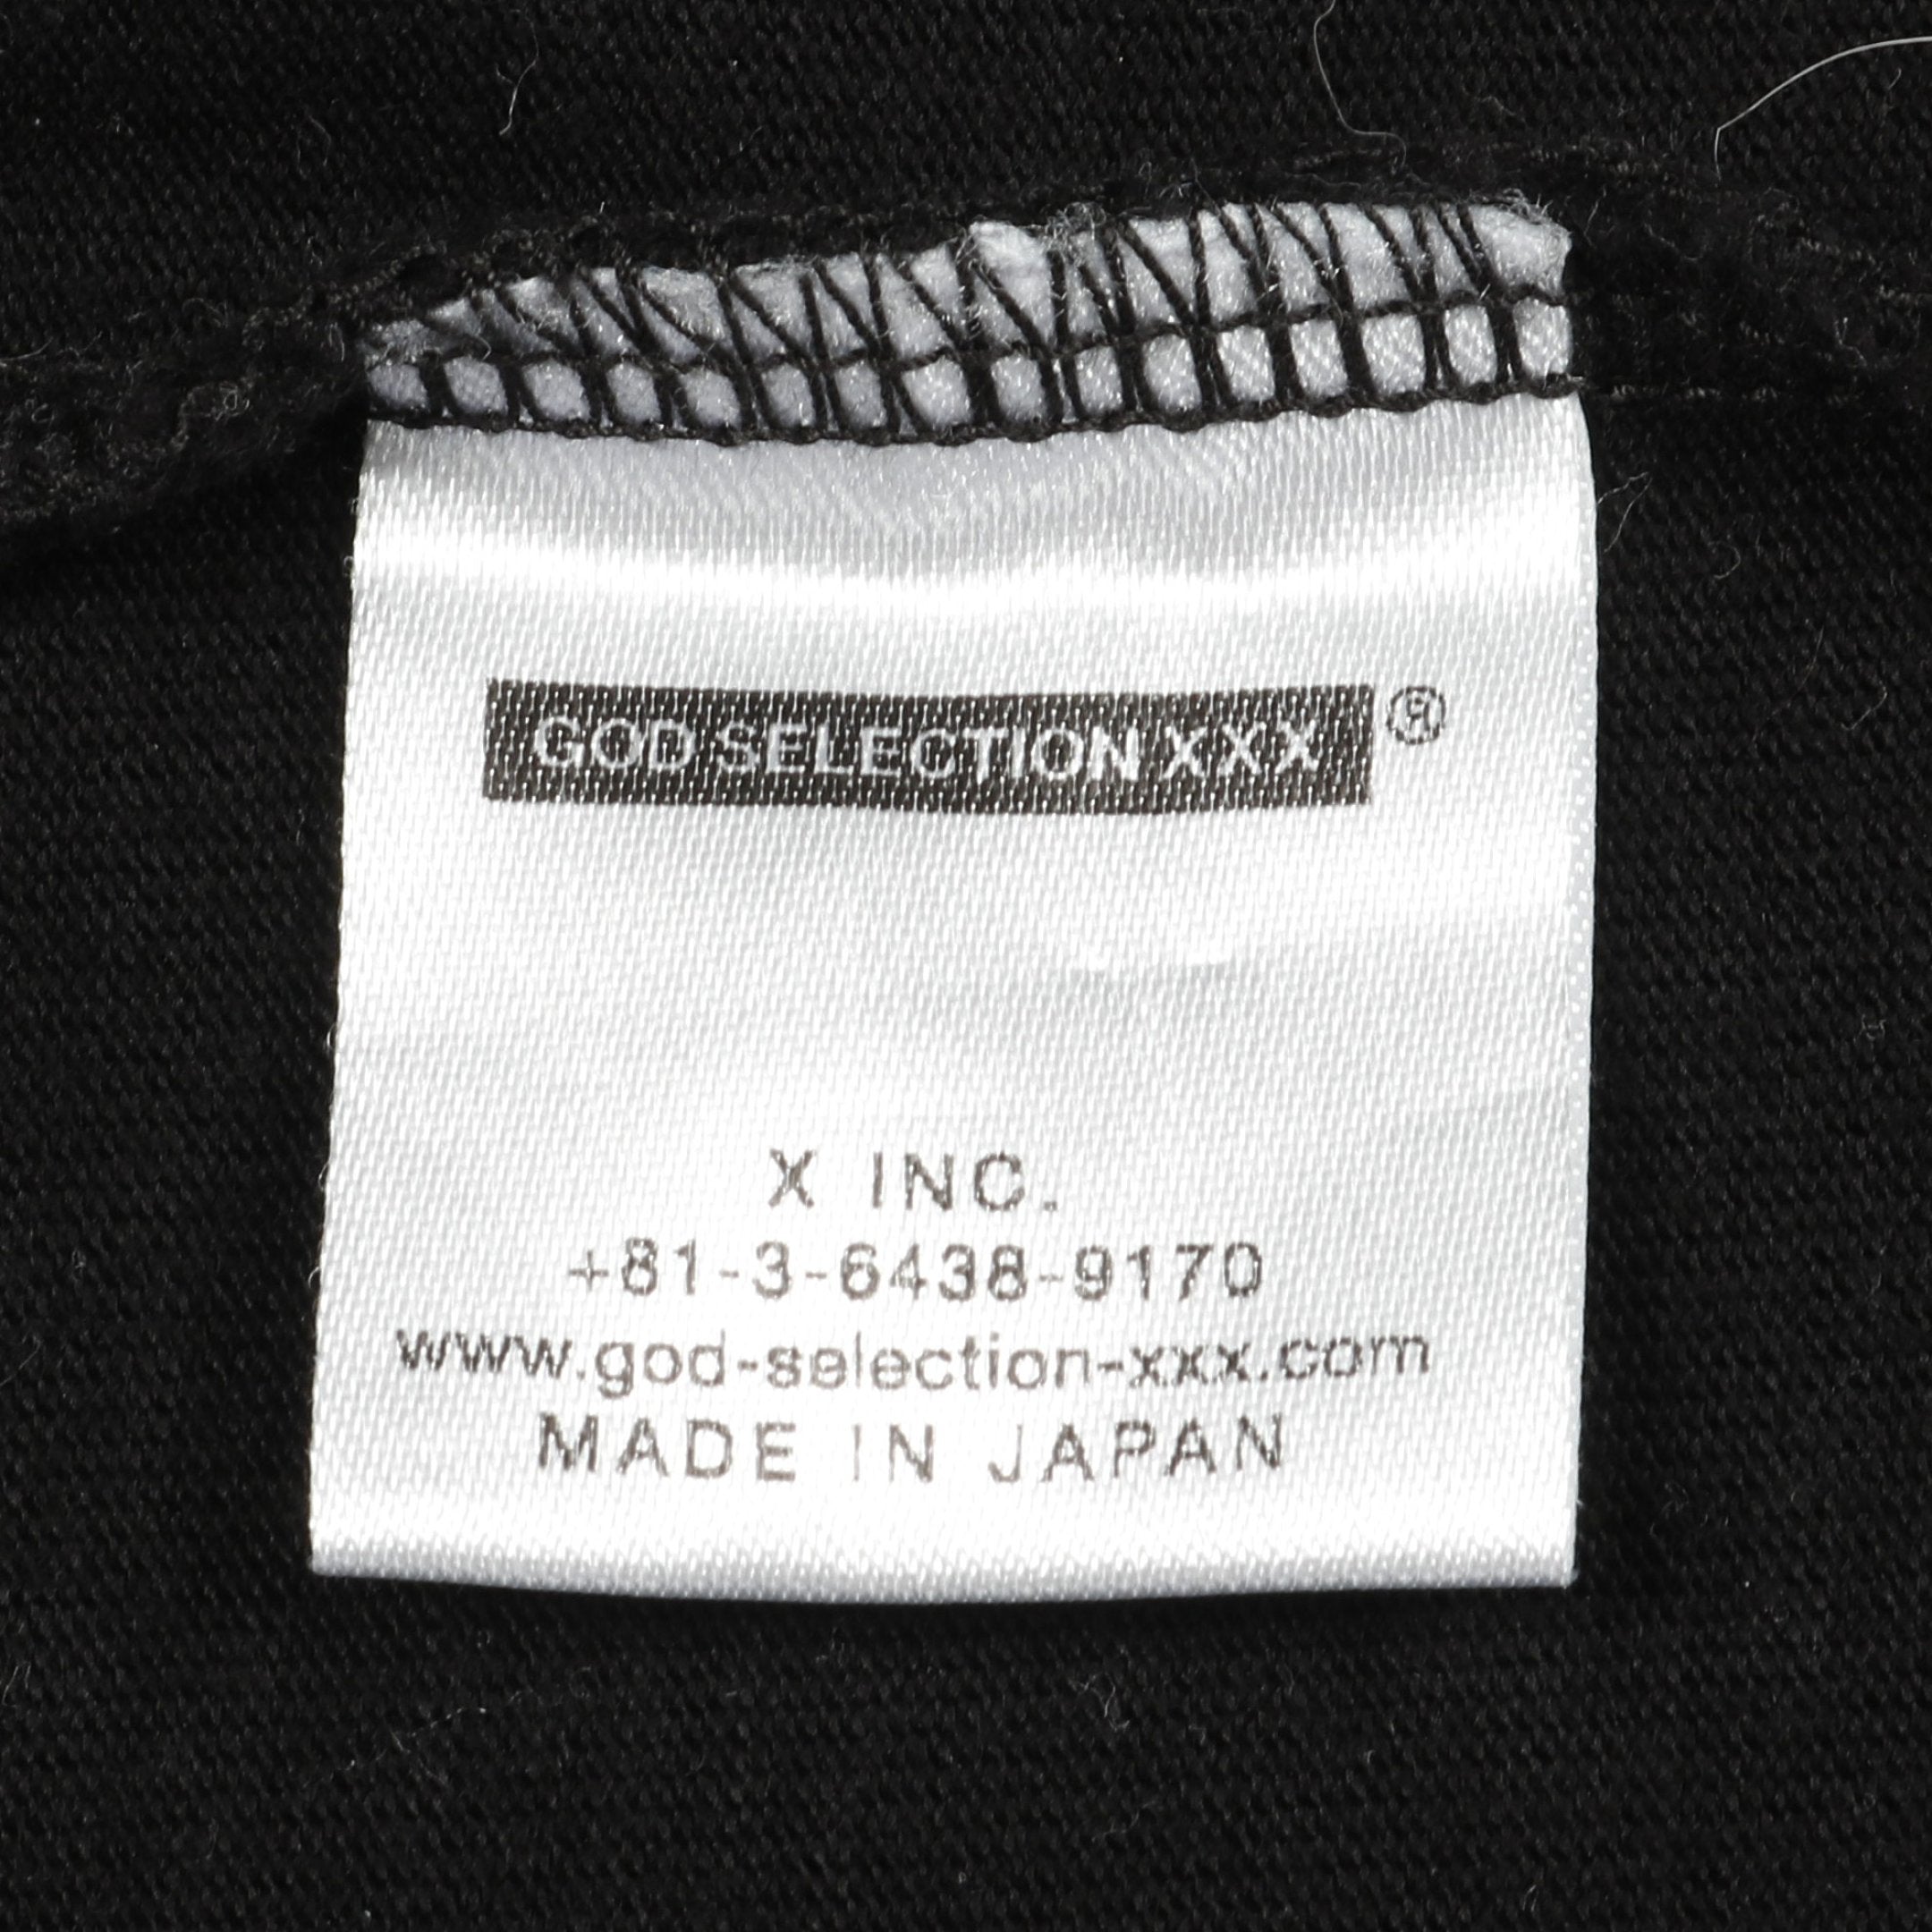 GOD SELECTION XXX ®
X INC.
+81-3-6438-9170
www.god-selection-xxx.com
MADE IN JAPAN